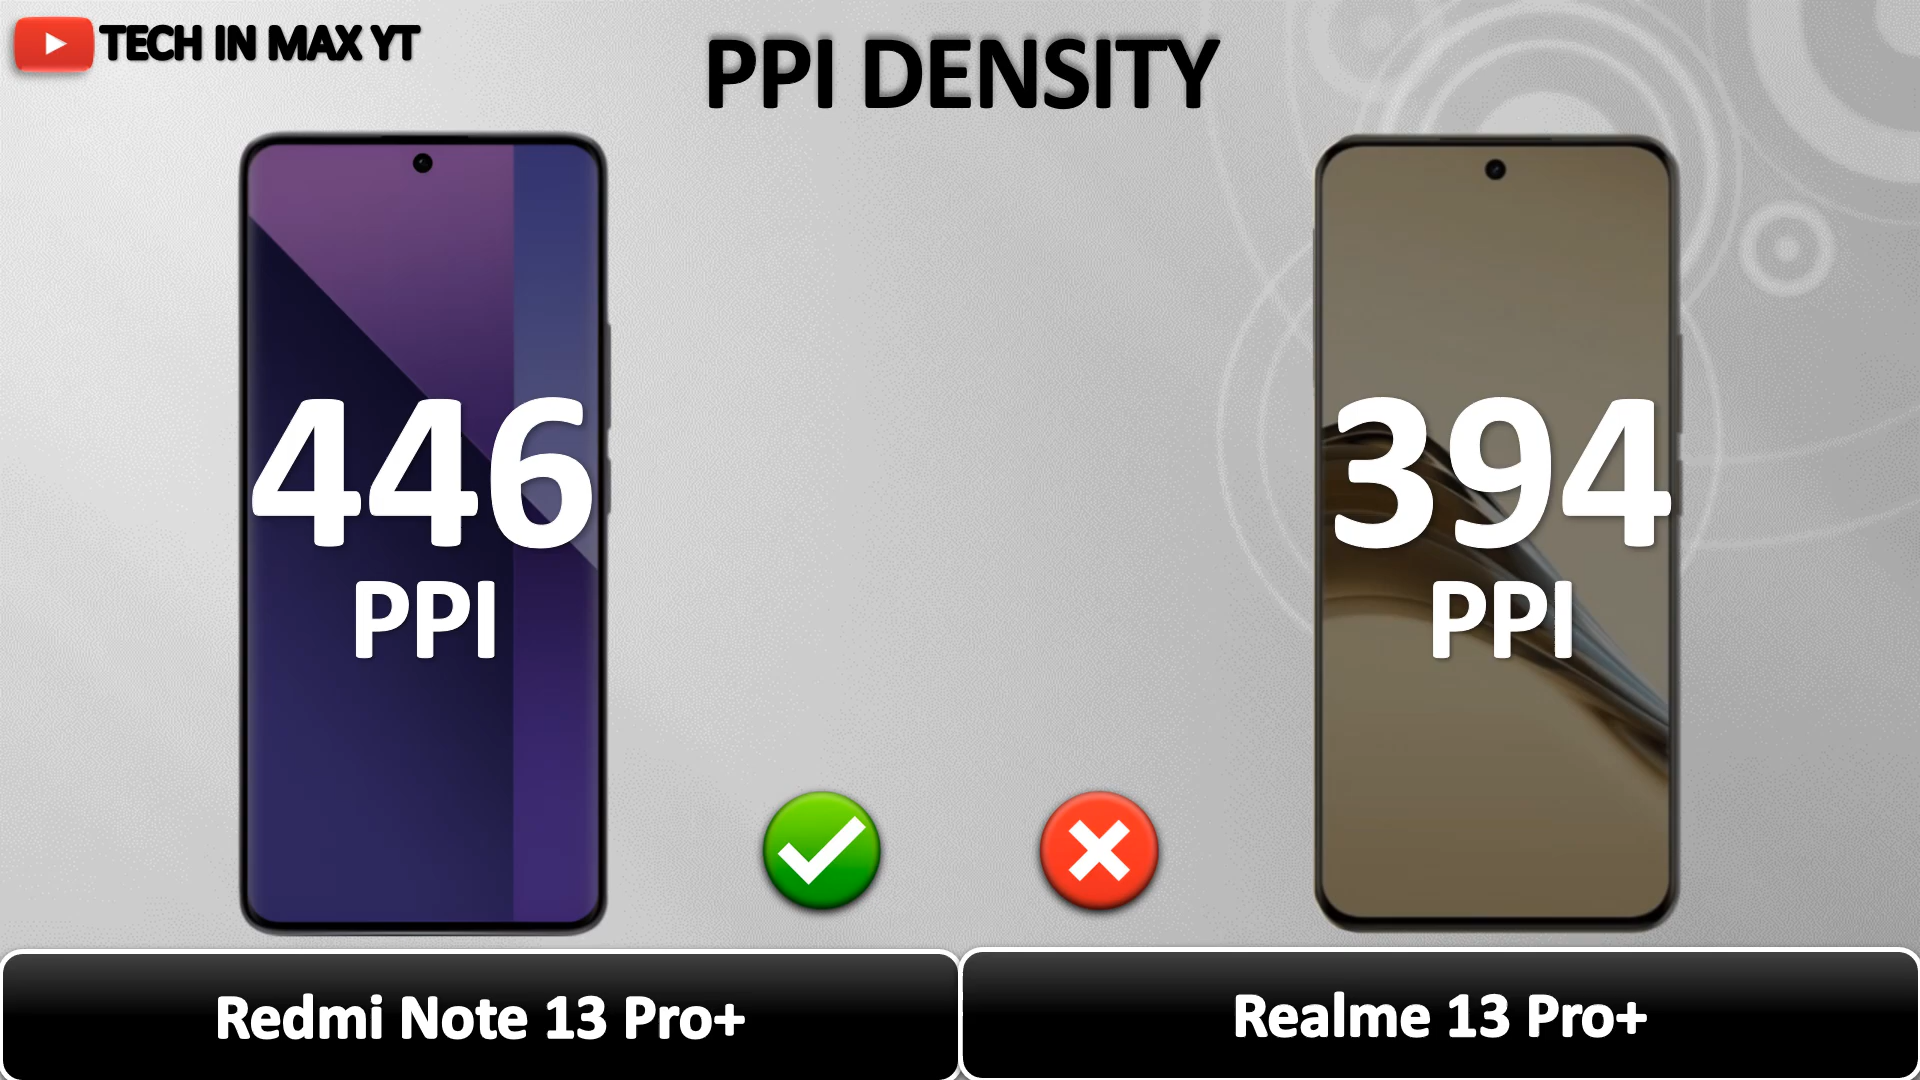 TECH IN MAX YT
PPI DENSITY
446
PPI
394
PPI
Redmi Note 13 Pro+
Realme 13 Pro+